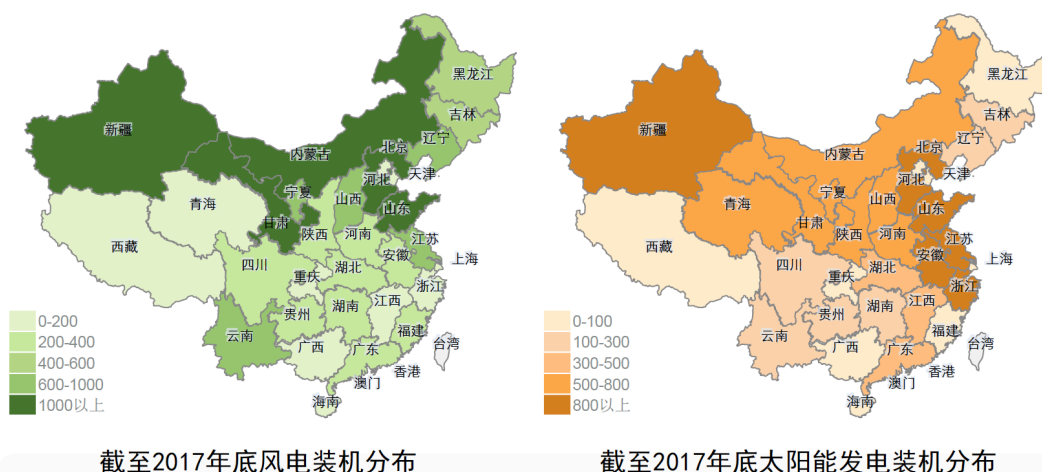 黑龙江
吉林
辽宁
新疆
内蒙古
北京
天津
河北
宁夏
山西
山东
青海
甘肃
陕西
河南
江苏
西藏
四川
安徽
上海
湖北
重庆
浙江
湖南
江西
贵州
云南
福建
台湾
广西
广东
香港
澳门
海南
0-200
200-400
400-600
600-1000
1000以上
截至2017年底风电装机分布
黑龙江
吉林
辽宁
新疆
内蒙古
北京
天津
河北
宁夏
山西
山东
青海
甘肃
陕西
河南
江苏
西藏
四川
安徽
上海
湖北
重庆
浙江
湖南
江西
贵州
云南
福建
台湾
广西
广东
香港
澳门
海南
0-100
100-300
300-500
500-800
800以上
截至2017年底太阳能发电装机分布